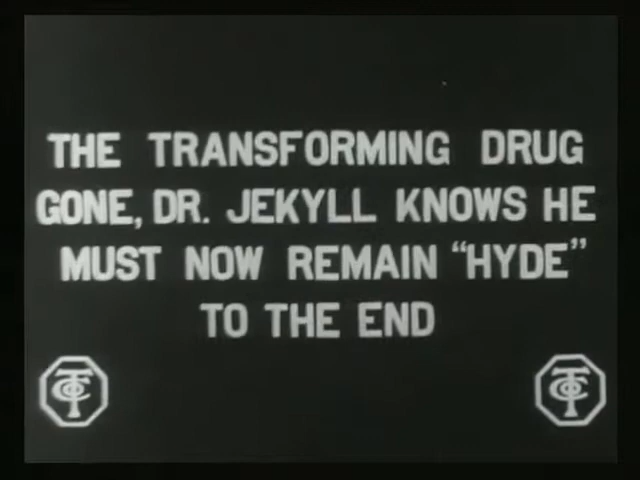 THE TRANSFORMING DRUG
GONE, DR. JEKYLL KNOWS HE
MUST NOW REMAIN “HYDE”
TO THE END